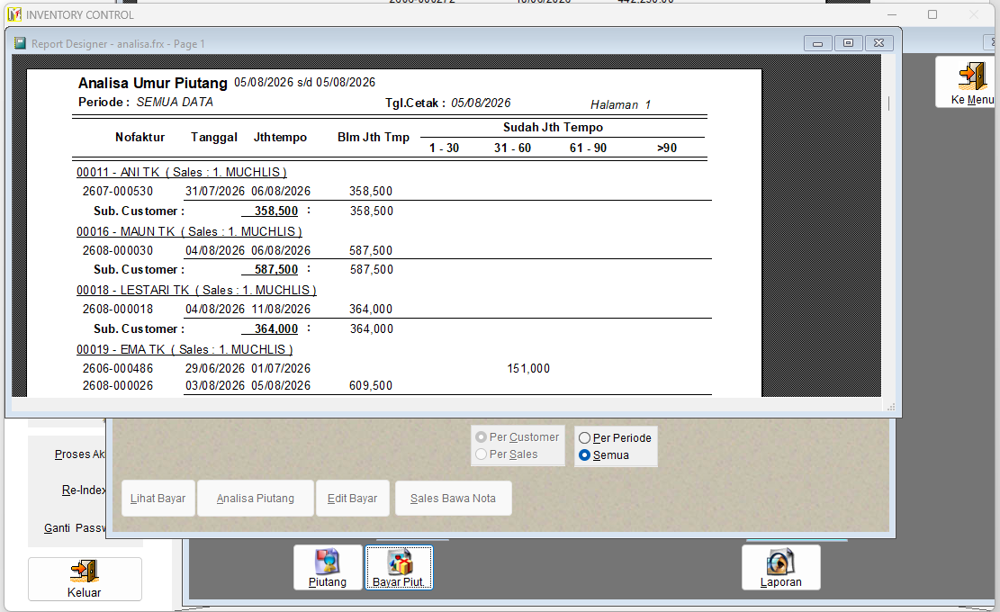 2606-000272 10/06/2026 442,250.00
INVENTORY CONTROL
Report Designer - analisa.frx - Page 1
Analisa Umur Piutang 05/08/2026 s/d 05/08/2026
Periode : SEMUA DATA Tgl.Cetak : 05/08/2026 Halaman 1
Sudah Jth Tempo
Nofaktur Tanggal Jthtempo Blm Jth Tmp 1 - 30 31 - 60 61 - 90 >90
00011 - ANI TK ( Sales : 1. MUCHLIS )
2607-000530 31/07/2026 06/08/2026 358,500
Sub. Customer : 358,500 : 358,500
00016 - MAUN TK ( Sales : 1. MUCHLIS )
2608-000030 04/08/2026 06/08/2026 587,500
Sub. Customer : 587,500 : 587,500
00018 - LESTARI TK ( Sales : 1. MUCHLIS )
2608-000018 04/08/2026 11/08/2026 364,000
Sub. Customer : 364,000 : 364,000
00019 - EMA TK ( Sales : 1. MUCHLIS )
2606-000486 29/06/2026 01/07/2026 151,000
2608-000026 03/08/2026 05/08/2026 609,500
Ke Menu
Per Customer
Per Sales
Per Periode
Semua
Proses Ak
Re-Index
Ganti Passw
Keluar
Lihat Bayar
Analisa Piutang
Edit Bayar
Sales Bawa Nota
Piutang
Bayar Piut.
Laporan